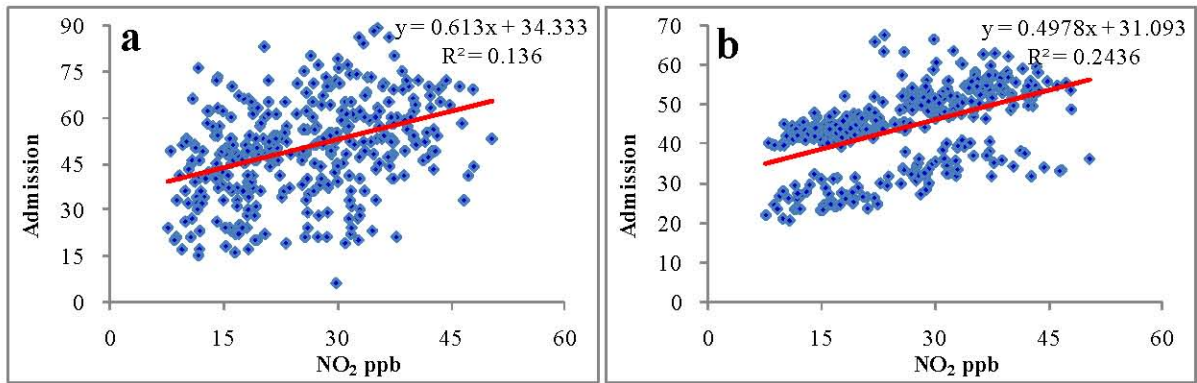 a
y = 0.613x + 34.333
R² = 0.136
90
75
60
45
30
15
0
Admission
0 15 30 45 60
NO₂ ppb
b
y = 0.4978x + 31.093
R² = 0.2436
70
60
50
40
30
20
10
0
Admission
0 15 30 45 60
NO₂ ppb